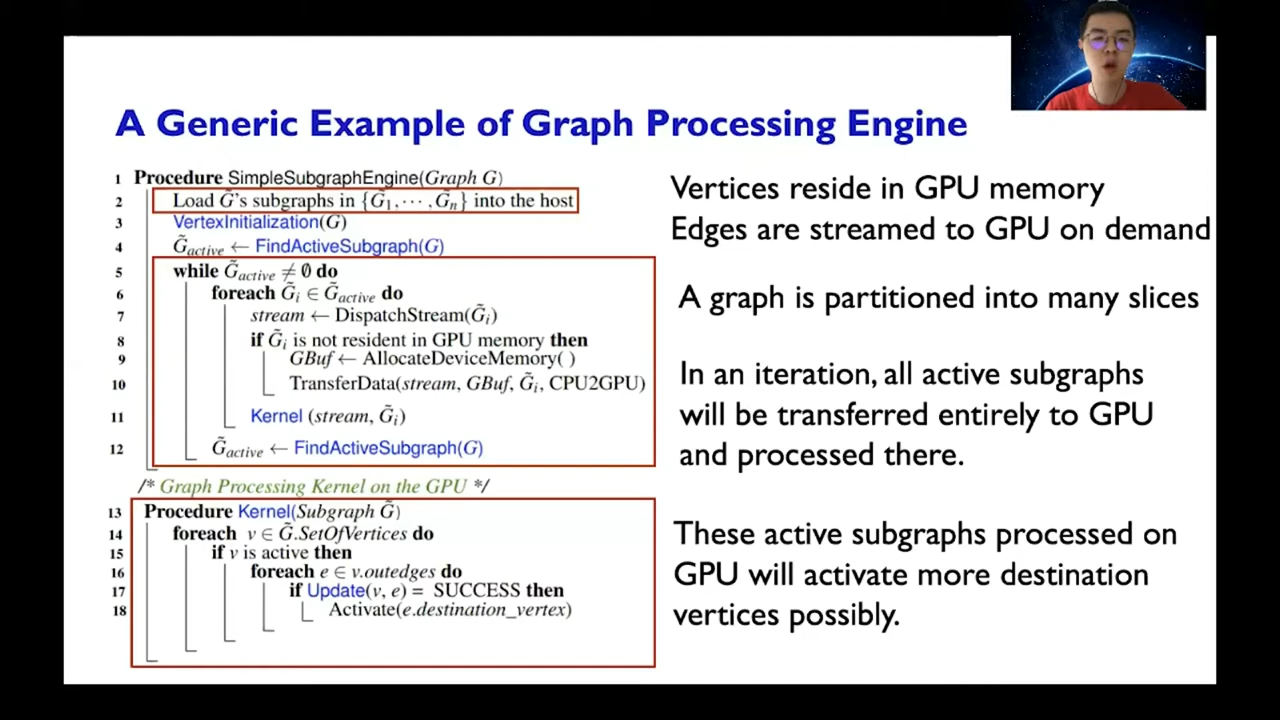 A Generic Example of Graph Processing Engine
1 Procedure SimpleSubgraphEngine(Graph G)
2 Load G̃'s subgraphs in {G̃₁,⋯,G̃ₙ} into the host
3 VertexInitialization(G)
4 G̃active ← FindActiveSubgraph(G)
5 while G̃active ≠ ∅ do
6 foreach G̃ᵢ ∈ G̃active do
7 stream ← DispatchStream(G̃ᵢ)
8 if G̃ᵢ is not resident in GPU memory then
9 GBuf ← AllocateDeviceMemory( )
10 TransferData(stream, GBuf, G̃ᵢ, CPU2GPU)
11 Kernel (stream, G̃ᵢ)
12 G̃active ← FindActiveSubgraph(G)
/* Graph Processing Kernel on the GPU */
13 Procedure Kernel(Subgraph G̃)
14 foreach v ∈ G̃.SetOfVertices do
15 if v is active then
16 foreach e ∈ v.outedges do
17 if Update(v, e) = SUCCESS then
18 Activate(e.destination_vertex)
Vertices reside in GPU memory
Edges are streamed to GPU on demand
A graph is partitioned into many slices
In an iteration, all active subgraphs
will be transferred entirely to GPU
and processed there.
These active subgraphs processed on
GPU will activate more destination
vertices possibly.